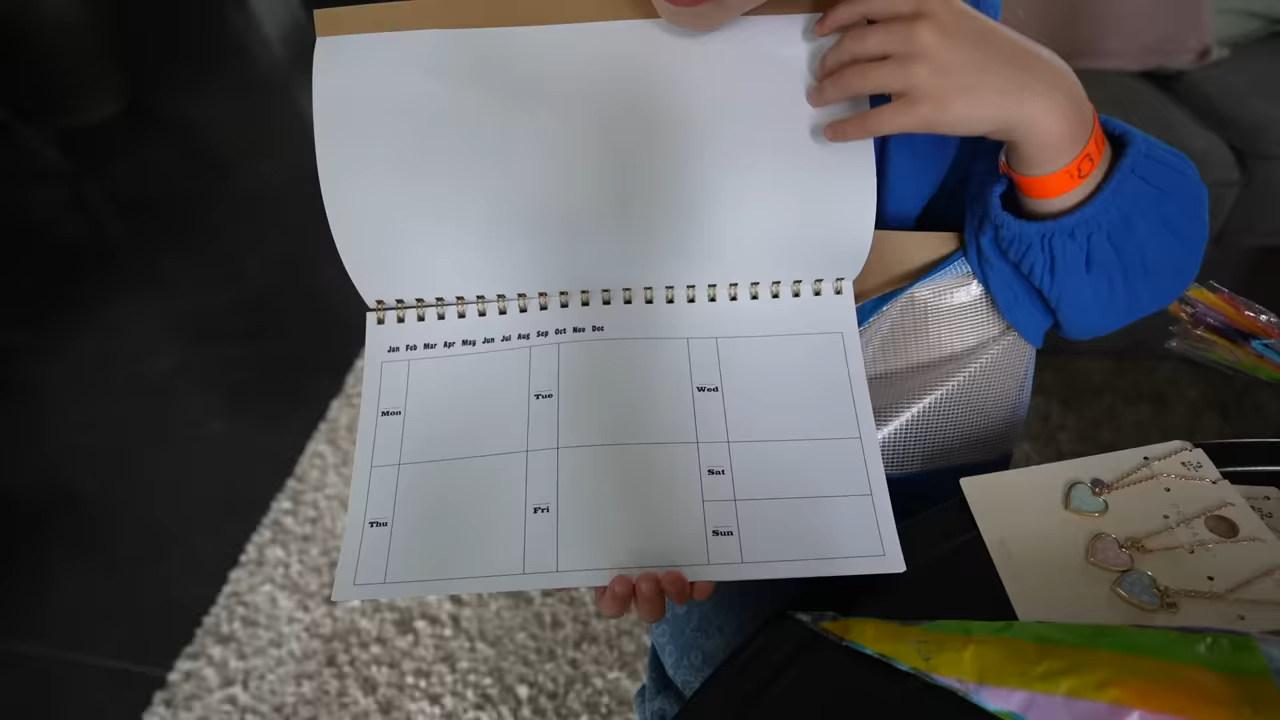 Jan Feb Mar Apr May Jun Jul Aug Sep Oct Nov Dec
Mon
Tue
Wed
Thu
Fri
Sat
Sun